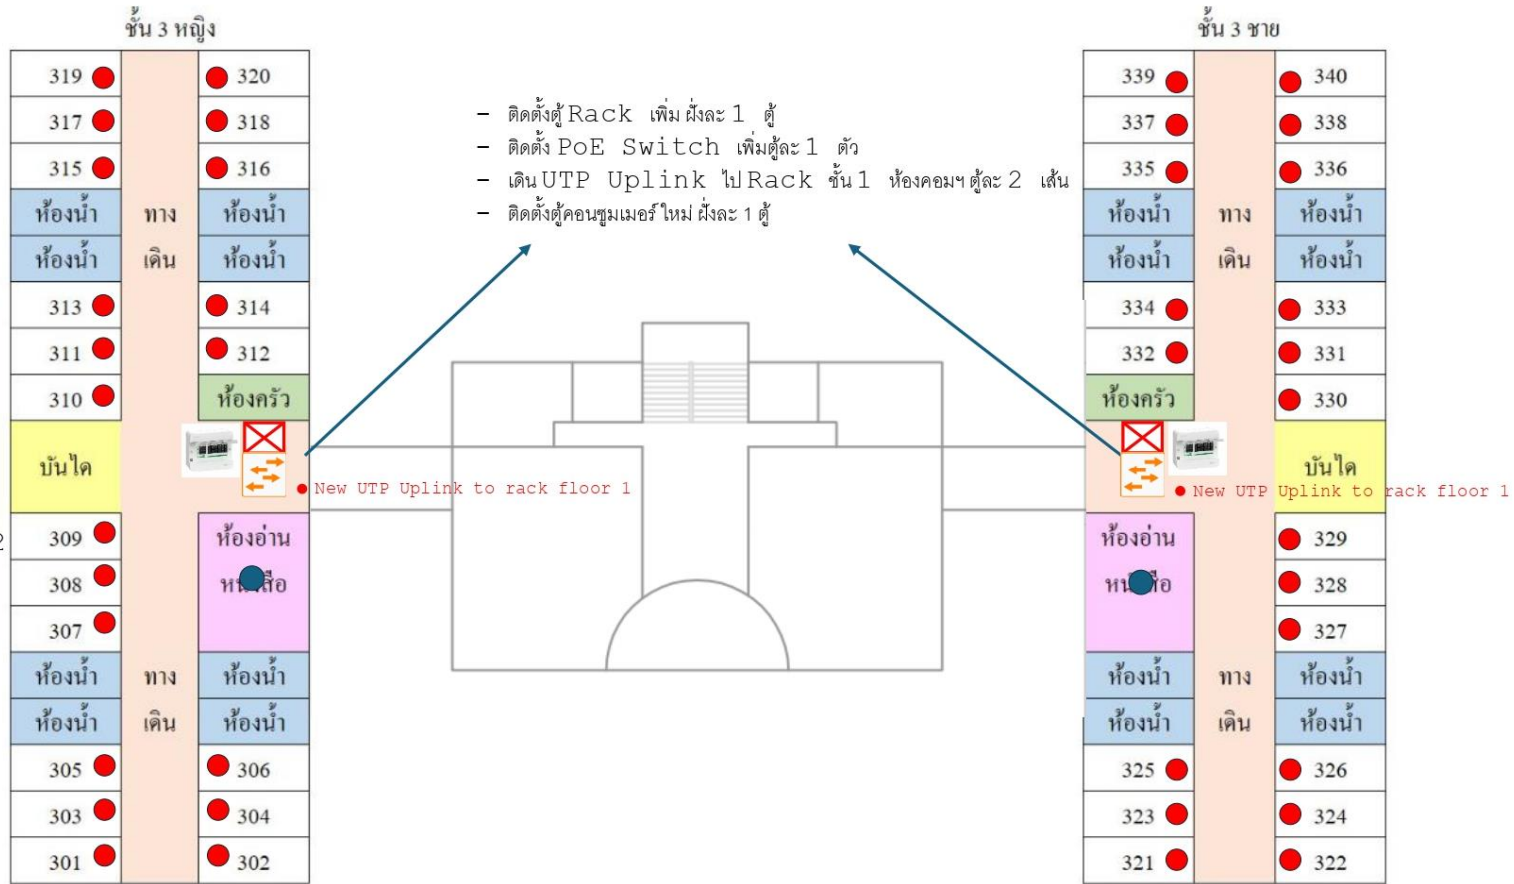 ชั้น 3 หญิง
ชั้น 3 ชาย
- ติดตั้งตู้ Rack เพิ่ม ฝั่งละ 1 ตู้
- ติดตั้ง PoE Switch เพิ่มตู้ละ 1 ตัว
- เดิน UTP Uplink ไป Rack ชั้น 1 ห้องคอมฯ ตู้ละ 2 เส้น
- ติดตั้งตู้คอนซูมเมอร์ ใหม่ ฝั่งละ 1 ตู้
319 320
317 318
315 316
ห้องน้ำ ทาง ห้องน้ำ
ห้องน้ำ เดิน ห้องน้ำ
313 314
311 312
310 ห้องครัว
บันได
New UTP Uplink to rack floor 1
309 ห้องอ่าน
308
307
ห้องน้ำ ทาง ห้องน้ำ
ห้องน้ำ เดิน ห้องน้ำ
305 306
303 304
301 302
339 340
337 338
335 336
ห้องน้ำ ทาง ห้องน้ำ
ห้องน้ำ เดิน ห้องน้ำ
334 333
332 331
ห้องครัว 330
บันได
New UTP Uplink to rack floor 1
ห้องอ่าน 329
328
327
ห้องน้ำ ทาง ห้องน้ำ
ห้องน้ำ เดิน ห้องน้ำ
325 326
323 324
321 322